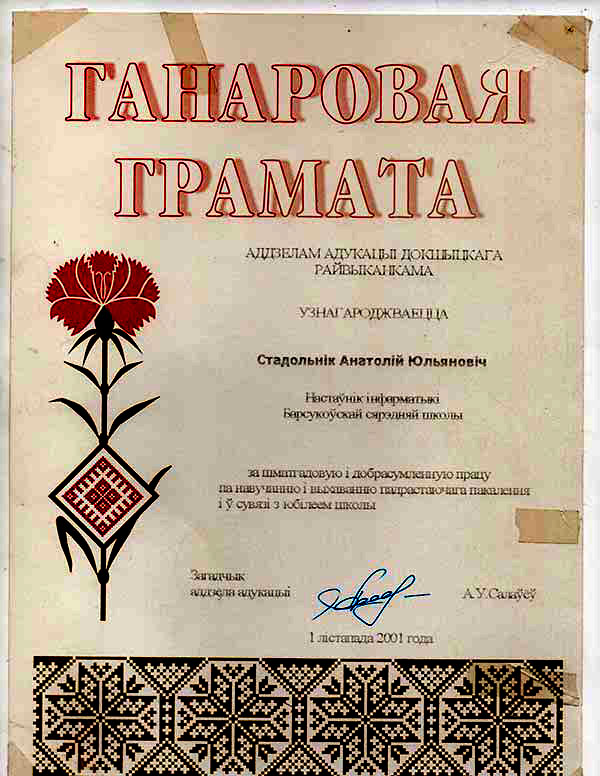 ГАНАРОВАЯ
ГРАМАТА
АДДЗЕЛАМ АДУКАЦЫІ ДОКШЫЦКАГА
РАЙВЫКАНКАМА
УЗНАГАРОДЖВАЕЦЦА
Стадольнік Анатолій Юльяновіч
Настаўнік інфарматыкі
Барсукоўскай сярэдняй школы
за шматгадовую і добрасумленную працу
па навучанню і выхаванню падрастаючага пакалення
і ў сувязі з юбілеем школы
Загадчык
аддзела адукацыі
А.У.Салаўеў
1 лістапада 2001 года